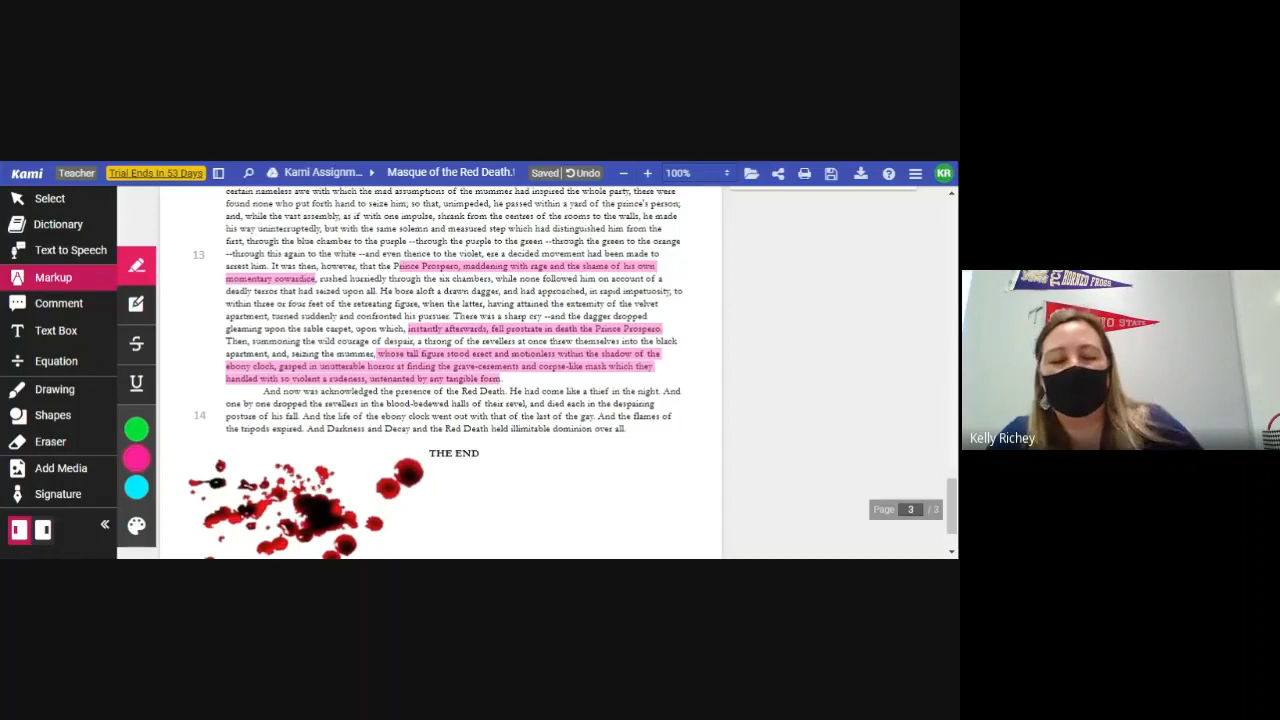 Kami Teacher Trial Ends In 53 Days Kami Assignm... Masque of the Red Death. Saved Undo 100% KR
Select
Dictionary
Text to Speech
Markup
Comment
Text Box
Equation
Drawing
Shapes
Eraser
Add Media
Signature
certain nameless awe with which the mad assumptions of the mummer had inspired the whole party, there were
found none who put forth hand to seize him; so that, unimpeded, he passed within a yard of the prince's person;
and, while the vast assembly, as if with one impulse, shrank from the centres of the rooms to the walls, he made
his way uninterruptedly, but with the same solemn and measured step which had distinguished him from the
first, through the blue chamber to the purple --through the purple to the green --through the green to the orange
13 --through this again to the white --and even thence to the violet, ere a decided movement had been made to
arrest him. It was then, however, that the Prince Prospero, maddening with rage and the shame of his own
momentary cowardice, rushed hurriedly through the six chambers, while none followed him on account of a
deadly terror that had seized upon all. He bore aloft a drawn dagger, and had approached, in rapid impetuosity, to
within three or four feet of the retreating figure, when the latter, having attained the extremity of the velvet
apartment, turned suddenly and confronted his pursuer. There was a sharp cry --and the dagger dropped
gleaming upon the sable carpet, upon which, instantly afterwards, fell prostrate in death the Prince Prospero.
Then, summoning the wild courage of despair, a throng of the revellers at once threw themselves into the black
apartment, and, seizing the mummer, whose tall figure stood erect and motionless within the shadow of the
ebony clock, gasped in unutterable horror at finding the grave-cerements and corpse-like mask which they
handled with so violent a rudeness, untenanted by any tangible form.
And now was acknowledged the presence of the Red Death. He had come like a thief in the night. And
one by one dropped the revellers in the blood-bedewed halls of their revel, and died each in the despairing
14 posture of his fall. And the life of the ebony clock went out with that of the last of the gay. And the flames of
the tripods expired. And Darkness and Decay and the Red Death held illimitable dominion over all.
THE END
Page 3 / 3
HORNED FROGS
STATE
Kelly Richey